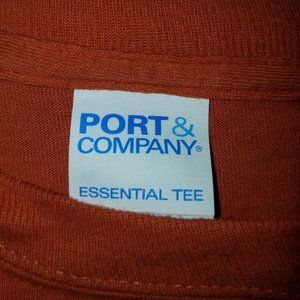 PORT &
COMPANY®
ESSENTIAL TEE